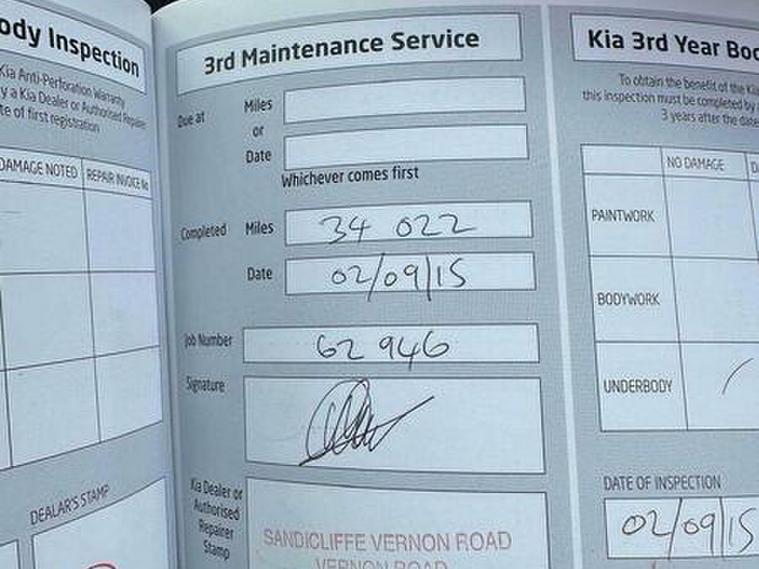 ody Inspection
Kia Anti-Perforation Warranty
y a Kia Dealer or Authorised Repairer
te of first registration
DAMAGE NOTED
REPAIR INVOICE No
DEALAR'S STAMP
3rd Maintenance Service
Due at
Miles
or
Date
Whichever comes first
Completed
Miles
34 022
Date
02/09/15
Job Number
62 946
Signature
Kia Dealer or
Authorised
Repairer
Stamp
SANDICLIFFE VERNON ROAD
VERNON ROAD
Kia 3rd Year Boo
To obtain the benefit of the Kia
this inspection must be completed by
3 years after the date
NO DAMAGE
PAINTWORK
BODYWORK
UNDERBODY
DATE OF INSPECTION
02/09/15